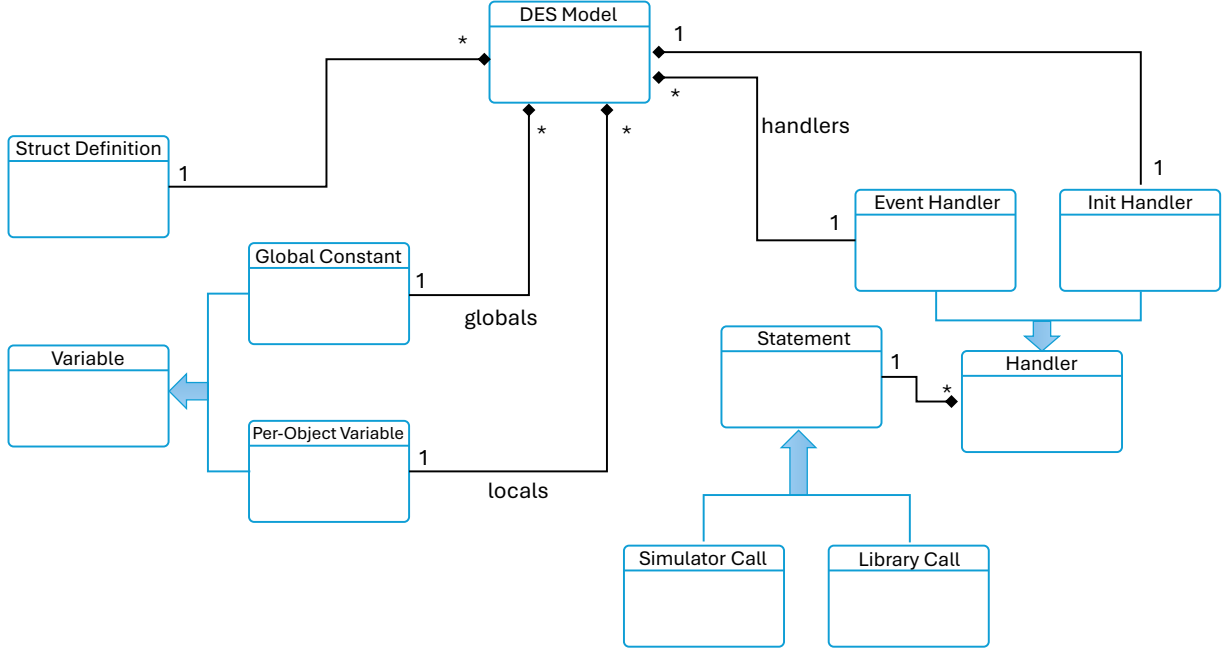 DES Model
*
1
*
handlers
*
*
Struct Definition
1
1
Event Handler
Init Handler
1
Global Constant
1
globals
Statement
Variable
1
Handler
*
Per-Object Variable
1
locals
Simulator Call
Library Call